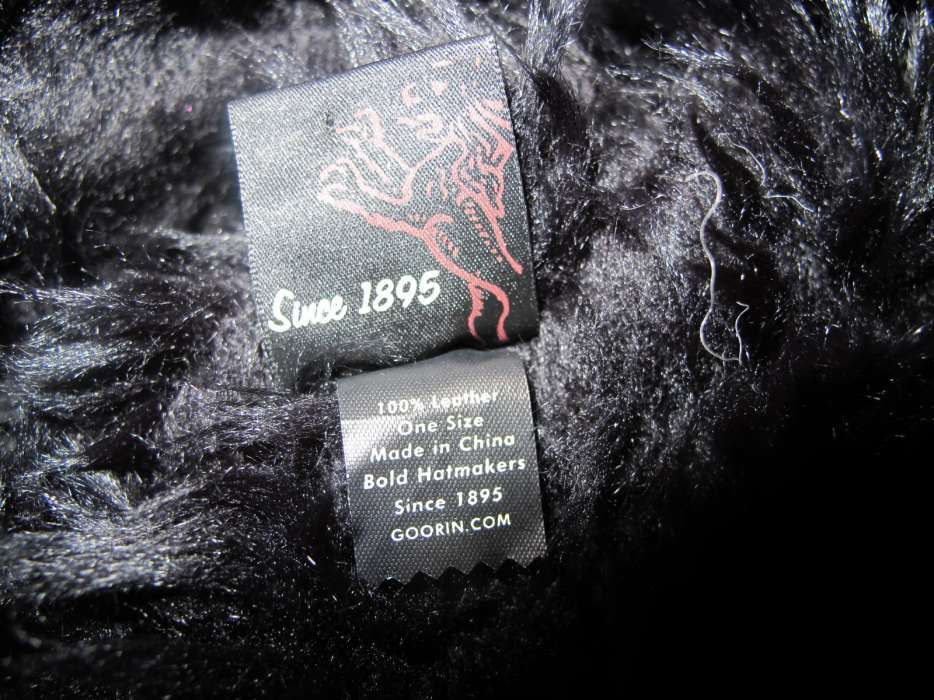 Since 1895
100% Leather
One Size
Made in China
Bold Hatmakers
Since 1895
GOORIN.COM